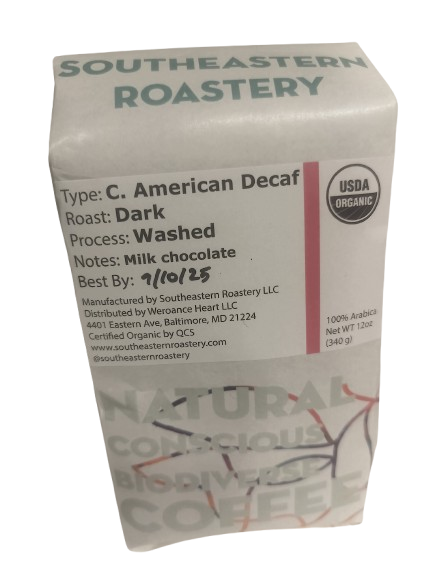 SOUTHEASTERN
ROASTERY
Type: C. American Decaf
Roast: Dark
Process: Washed
Notes: Milk chocolate
Best By: 9/10/25
Manufactured by Southeastern Roastery LLC
Distributed by Weroance Heart LLC
4401 Eastern Ave, Baltimore, MD 21224
Certified Organic by QCS
www.southeasternroastery.com
@southeasternroastery
USDA
ORGANIC
100% Arabica
Net WT 12oz
(340 g)
NATURAL
CONSCIOUS
BIODIVERSE
COFFEE